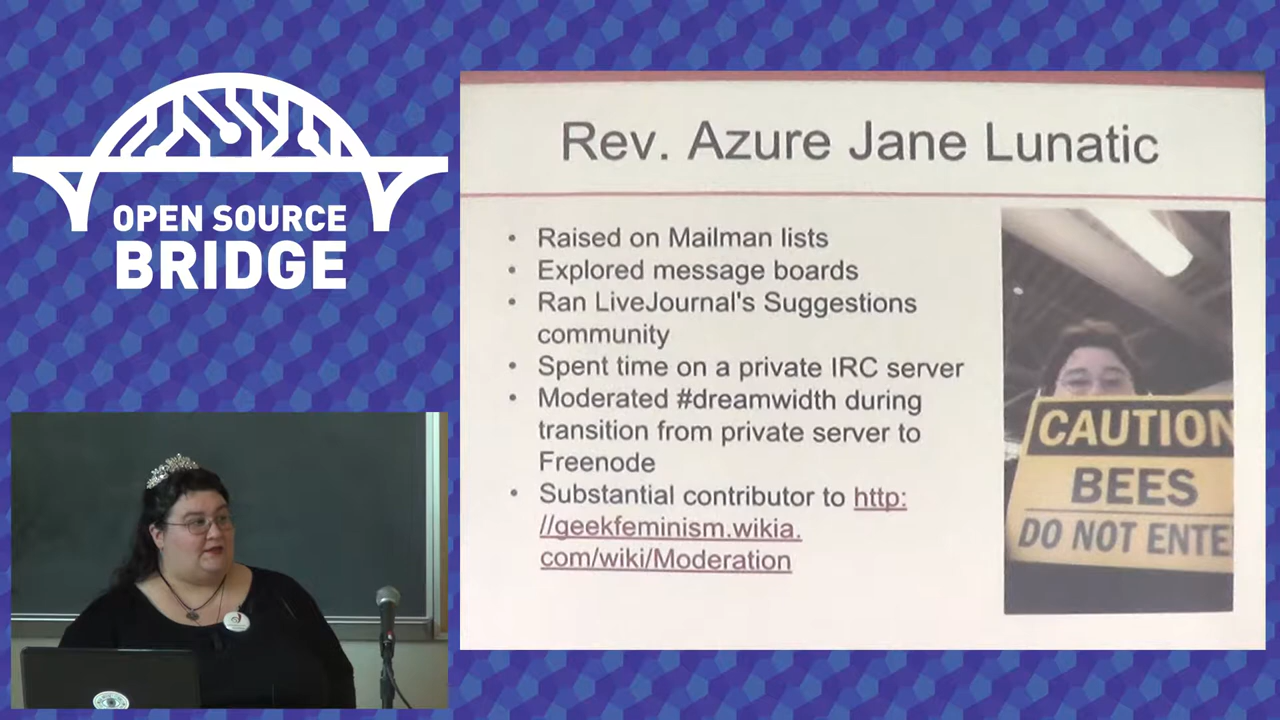 OPEN SOURCE
BRIDGE
Rev. Azure Jane Lunatic
• Raised on Mailman lists
• Explored message boards
• Ran LiveJournal's Suggestions
community
• Spent time on a private IRC server
• Moderated #dreamwidth during
transition from private server to
Freenode
• Substantial contributor to http:
//geekfeminism.wikia.
com/wiki/Moderation
CAUTION
BEES
DO NOT ENTE